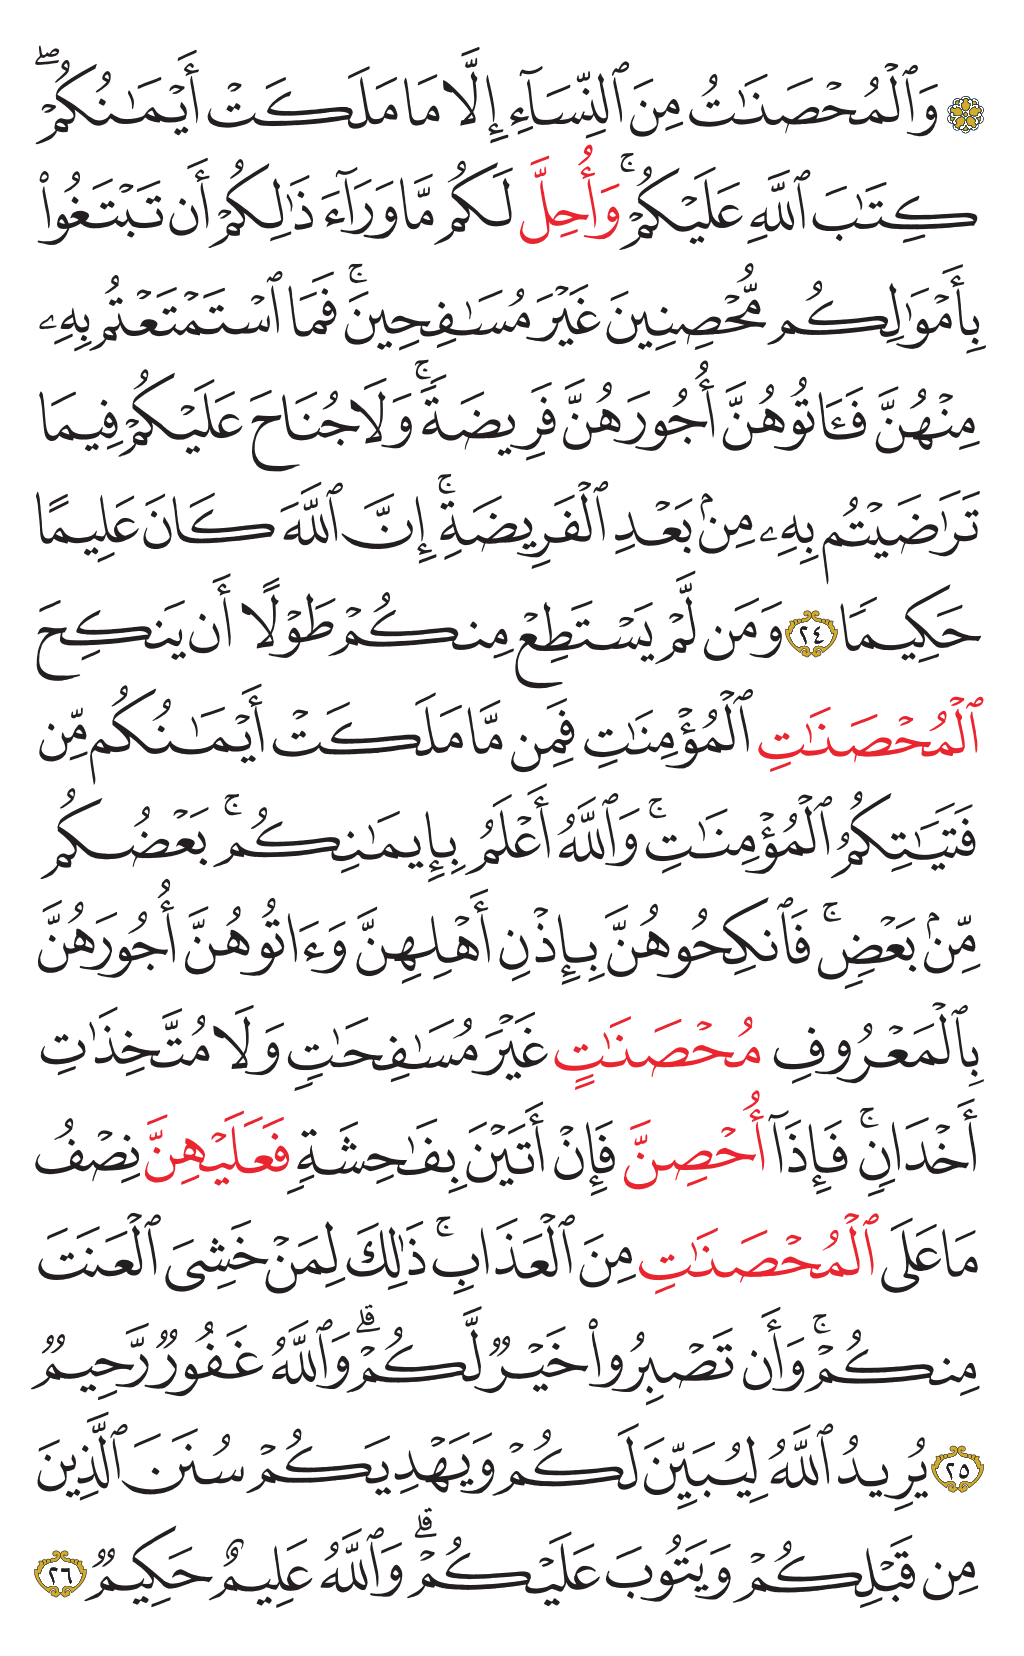 ۞ وَٱلْمُحْصَنَٰتُ مِنَ ٱلنِّسَآءِ إِلَّا مَا مَلَكَتْ أَيْمَٰنُكُمْ ۖ
كِتَٰبَ ٱللَّهِ عَلَيْكُمْ ۚ وَأُحِلَّ لَكُم مَّا وَرَآءَ ذَٰلِكُمْ أَن تَبْتَغُوا۟
بِأَمْوَٰلِكُم مُّحْصِنِينَ غَيْرَ مُسَٰفِحِينَ ۚ فَمَا ٱسْتَمْتَعْتُم بِهِۦ
مِنْهُنَّ فَـَٔاتُوهُنَّ أُجُورَهُنَّ فَرِيضَةً ۚ وَلَا جُنَاحَ عَلَيْكُمْ فِيمَا
تَرَٰضَيْتُم بِهِۦ مِنۢ بَعْدِ ٱلْفَرِيضَةِ ۚ إِنَّ ٱللَّهَ كَانَ عَلِيمًا
حَكِيمًا ٢٤ وَمَن لَّمْ يَسْتَطِعْ مِنكُمْ طَوْلًا أَن يَنكِحَ
ٱلْمُحْصَنَٰتِ ٱلْمُؤْمِنَٰتِ فَمِن مَّا مَلَكَتْ أَيْمَٰنُكُم مِّن
فَتَيَٰتِكُمُ ٱلْمُؤْمِنَٰتِ ۚ وَٱللَّهُ أَعْلَمُ بِإِيمَٰنِكُم ۚ بَعْضُكُم
مِّنۢ بَعْضٍ ۚ فَٱنكِحُوهُنَّ بِإِذْنِ أَهْلِهِنَّ وَءَاتُوهُنَّ أُجُورَهُنَّ
بِٱلْمَعْرُوفِ مُحْصَنَٰتٍ غَيْرَ مُسَٰفِحَٰتٍ وَلَا مُتَّخِذَٰتِ
أَخْدَانٍ ۚ فَإِذَآ أُحْصِنَّ فَإِنْ أَتَيْنَ بِفَٰحِشَةٍ فَعَلَيْهِنَّ نِصْفُ
مَا عَلَى ٱلْمُحْصَنَٰتِ مِنَ ٱلْعَذَابِ ۚ ذَٰلِكَ لِمَنْ خَشِىَ ٱلْعَنَتَ
مِنكُمْ ۚ وَأَن تَصْبِرُوا۟ خَيْرٌ لَّكُمْ ۗ وَٱللَّهُ غَفُورٌ رَّحِيمٌ
٢٥ يُرِيدُ ٱللَّهُ لِيُبَيِّنَ لَكُمْ وَيَهْدِيَكُمْ سُنَنَ ٱلَّذِينَ
مِن قَبْلِكُمْ وَيَتُوبَ عَلَيْكُمْ ۗ وَٱللَّهُ عَلِيمٌ حَكِيمٌ ٢٦